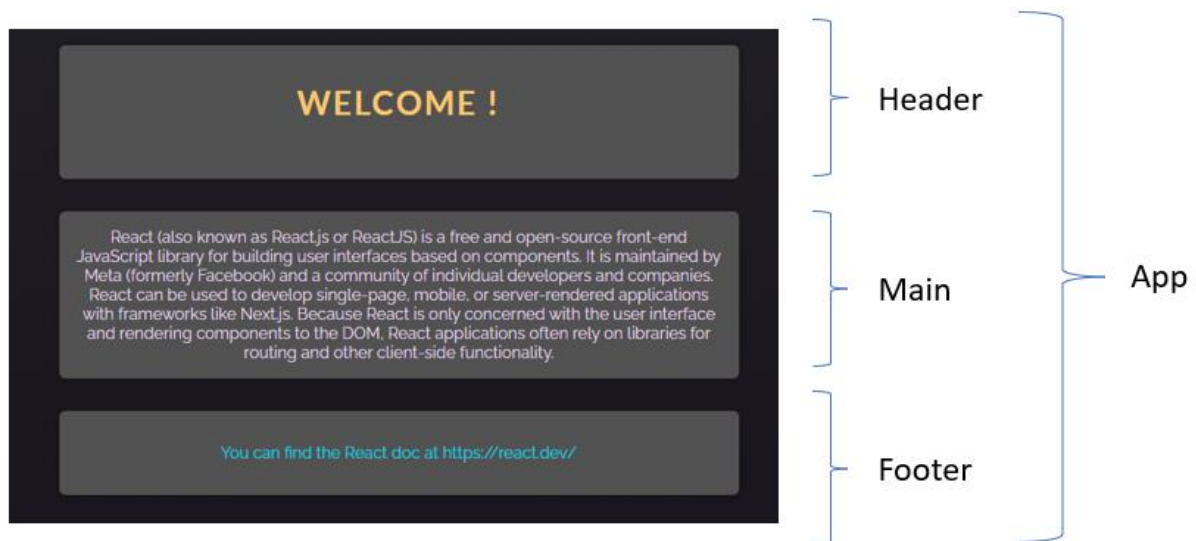 WELCOME !
Header
React (also known as React.js or ReactJS) is a free and open-source front-end
JavaScript library for building user interfaces based on components. It is maintained by
Meta (formerly Facebook) and a community of individual developers and companies.
React can be used to develop single-page, mobile, or server-rendered applications
with frameworks like Next.js. Because React is only concerned with the user interface
and rendering components to the DOM, React applications often rely on libraries for
routing and other client-side functionality.
Main
App
You can find the React doc at https://react.dev/
Footer